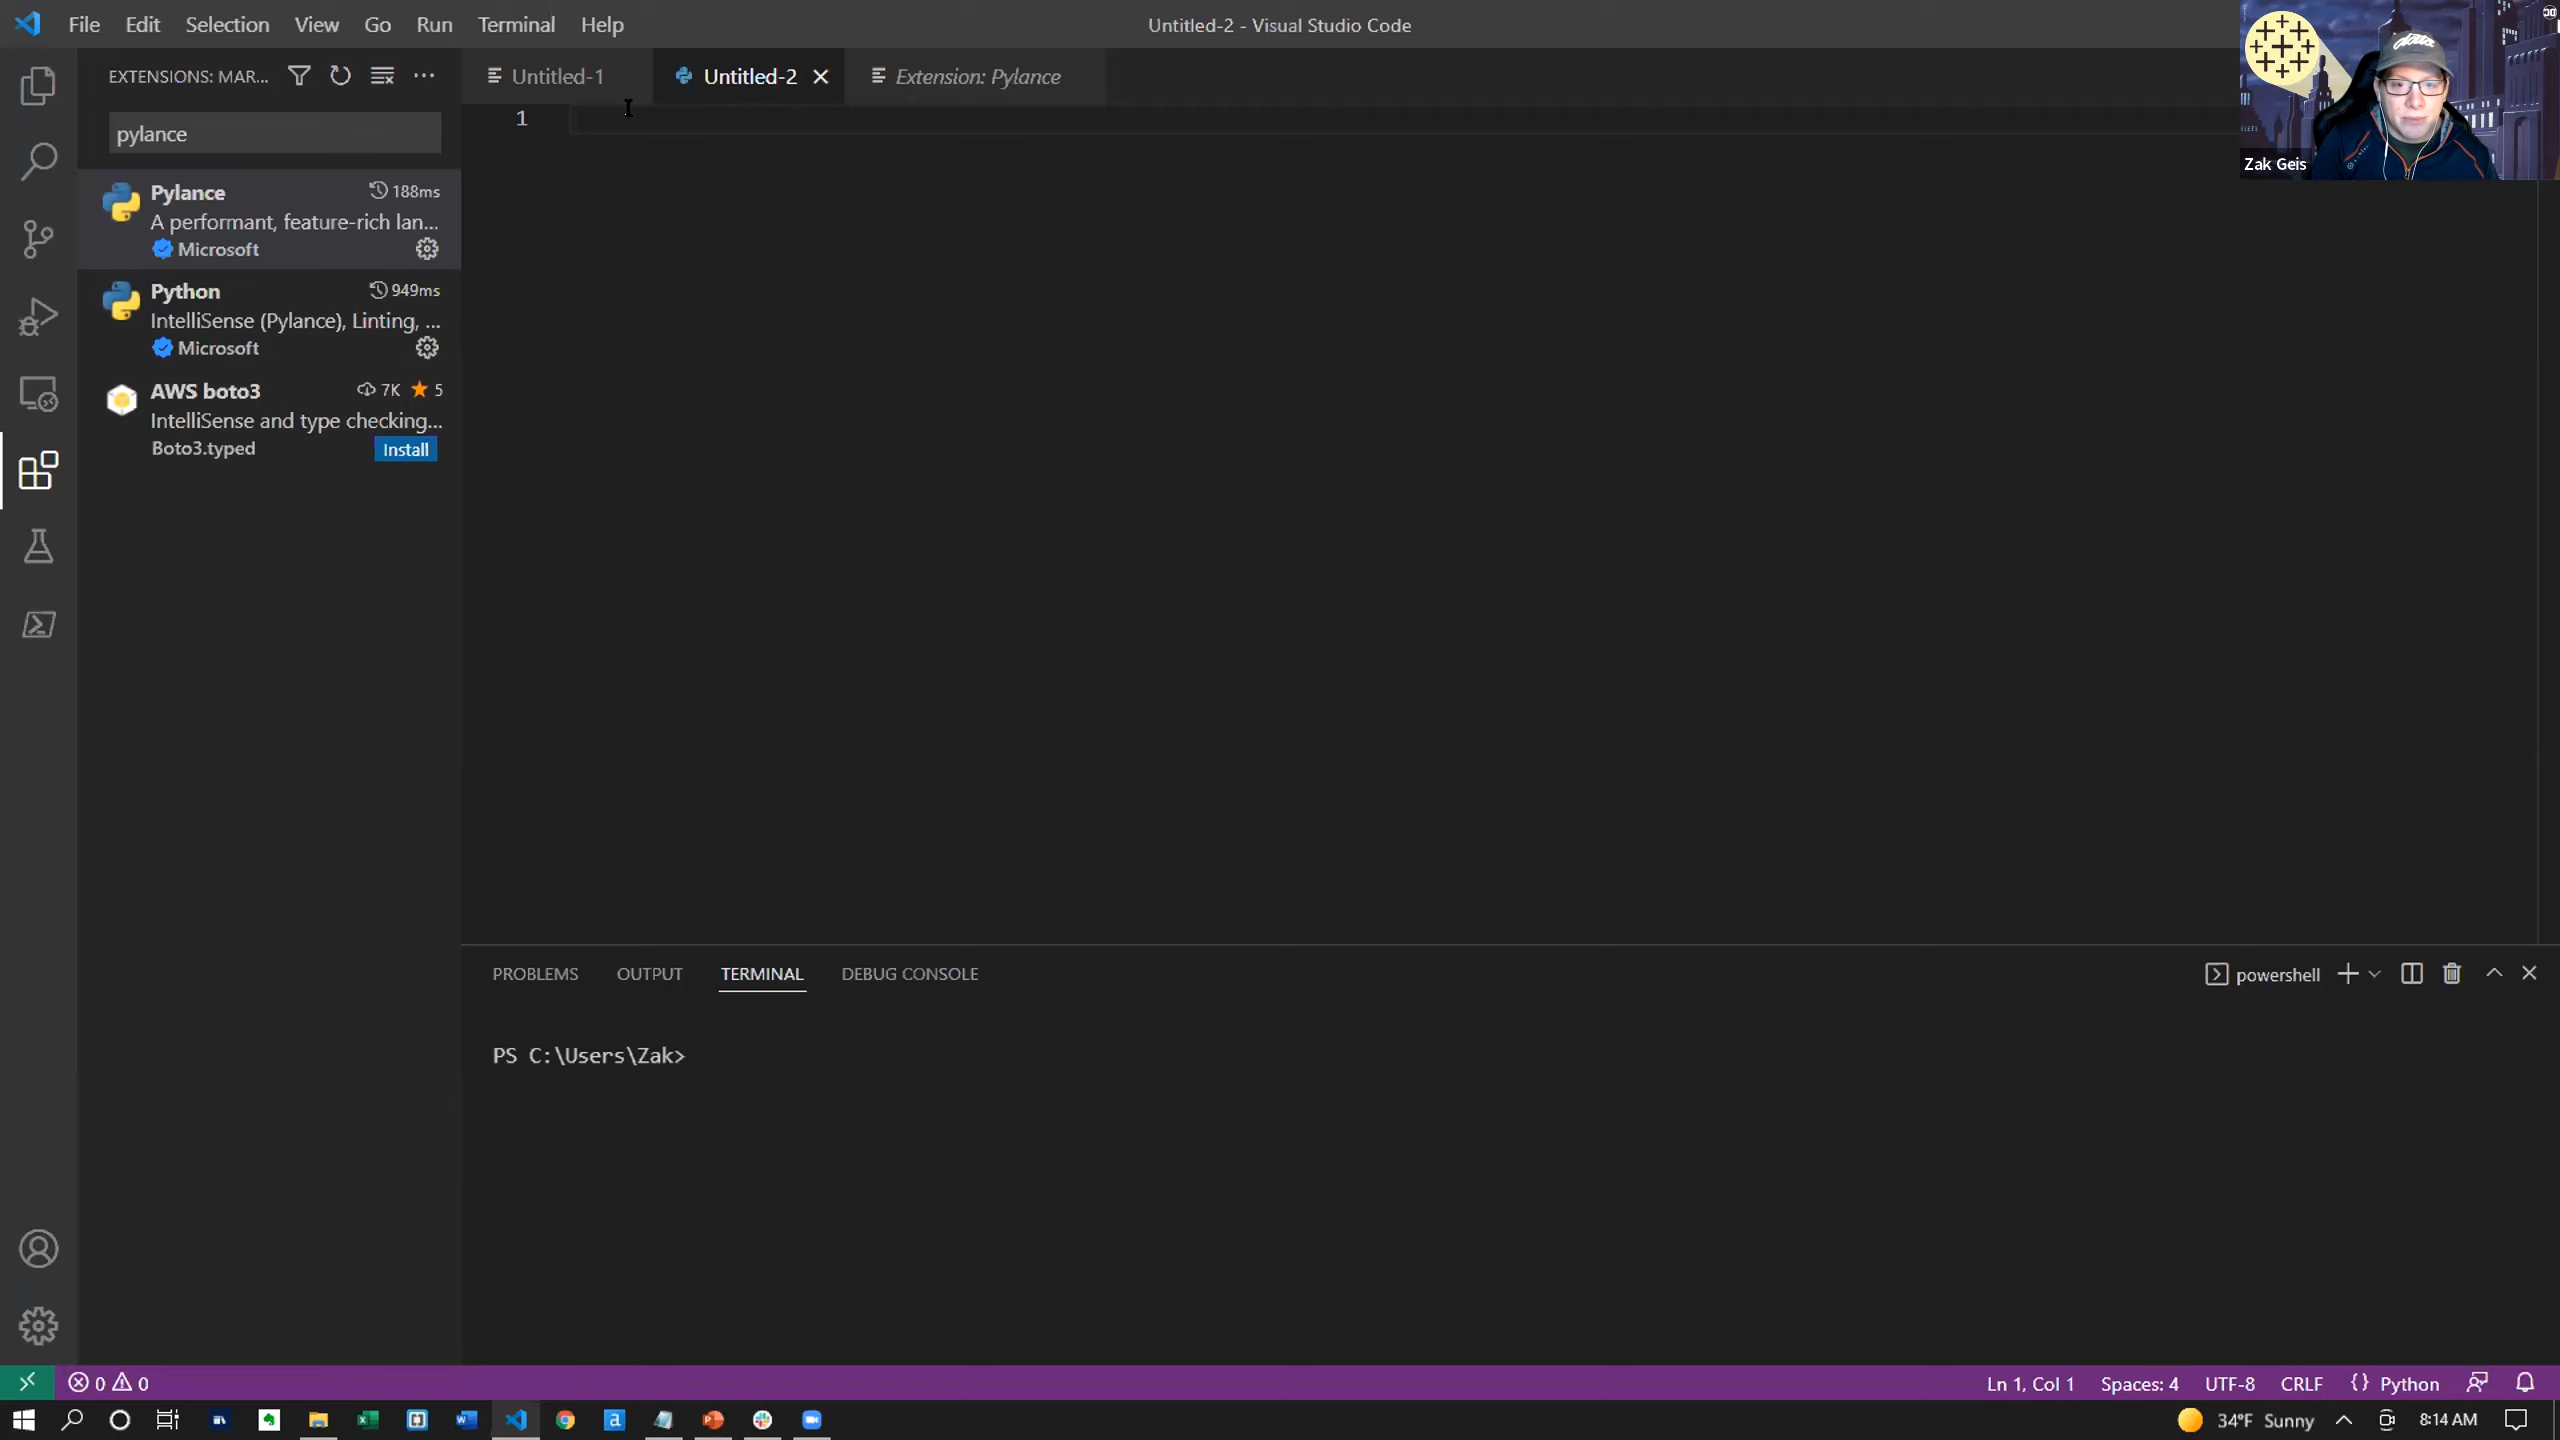 File Edit Selection View Go Run Terminal Help
Untitled-2 - Visual Studio Code
EXTENSIONS: MAR...
Untitled-1
Untitled-2
Extension: Pylance
pylance
1
Zak Geis
Pylance 188ms
A performant, feature-rich lan...
Microsoft
Python 949ms
IntelliSense (Pylance), Linting, ...
Microsoft
AWS boto3 7K 5
IntelliSense and type checking...
Boto3.typed Install
PROBLEMS OUTPUT TERMINAL DEBUG CONSOLE
powershell
PS C:\Users\Zak>
0 0
Ln 1, Col 1 Spaces: 4 UTF-8 CRLF {} Python
34°F Sunny 8:14 AM